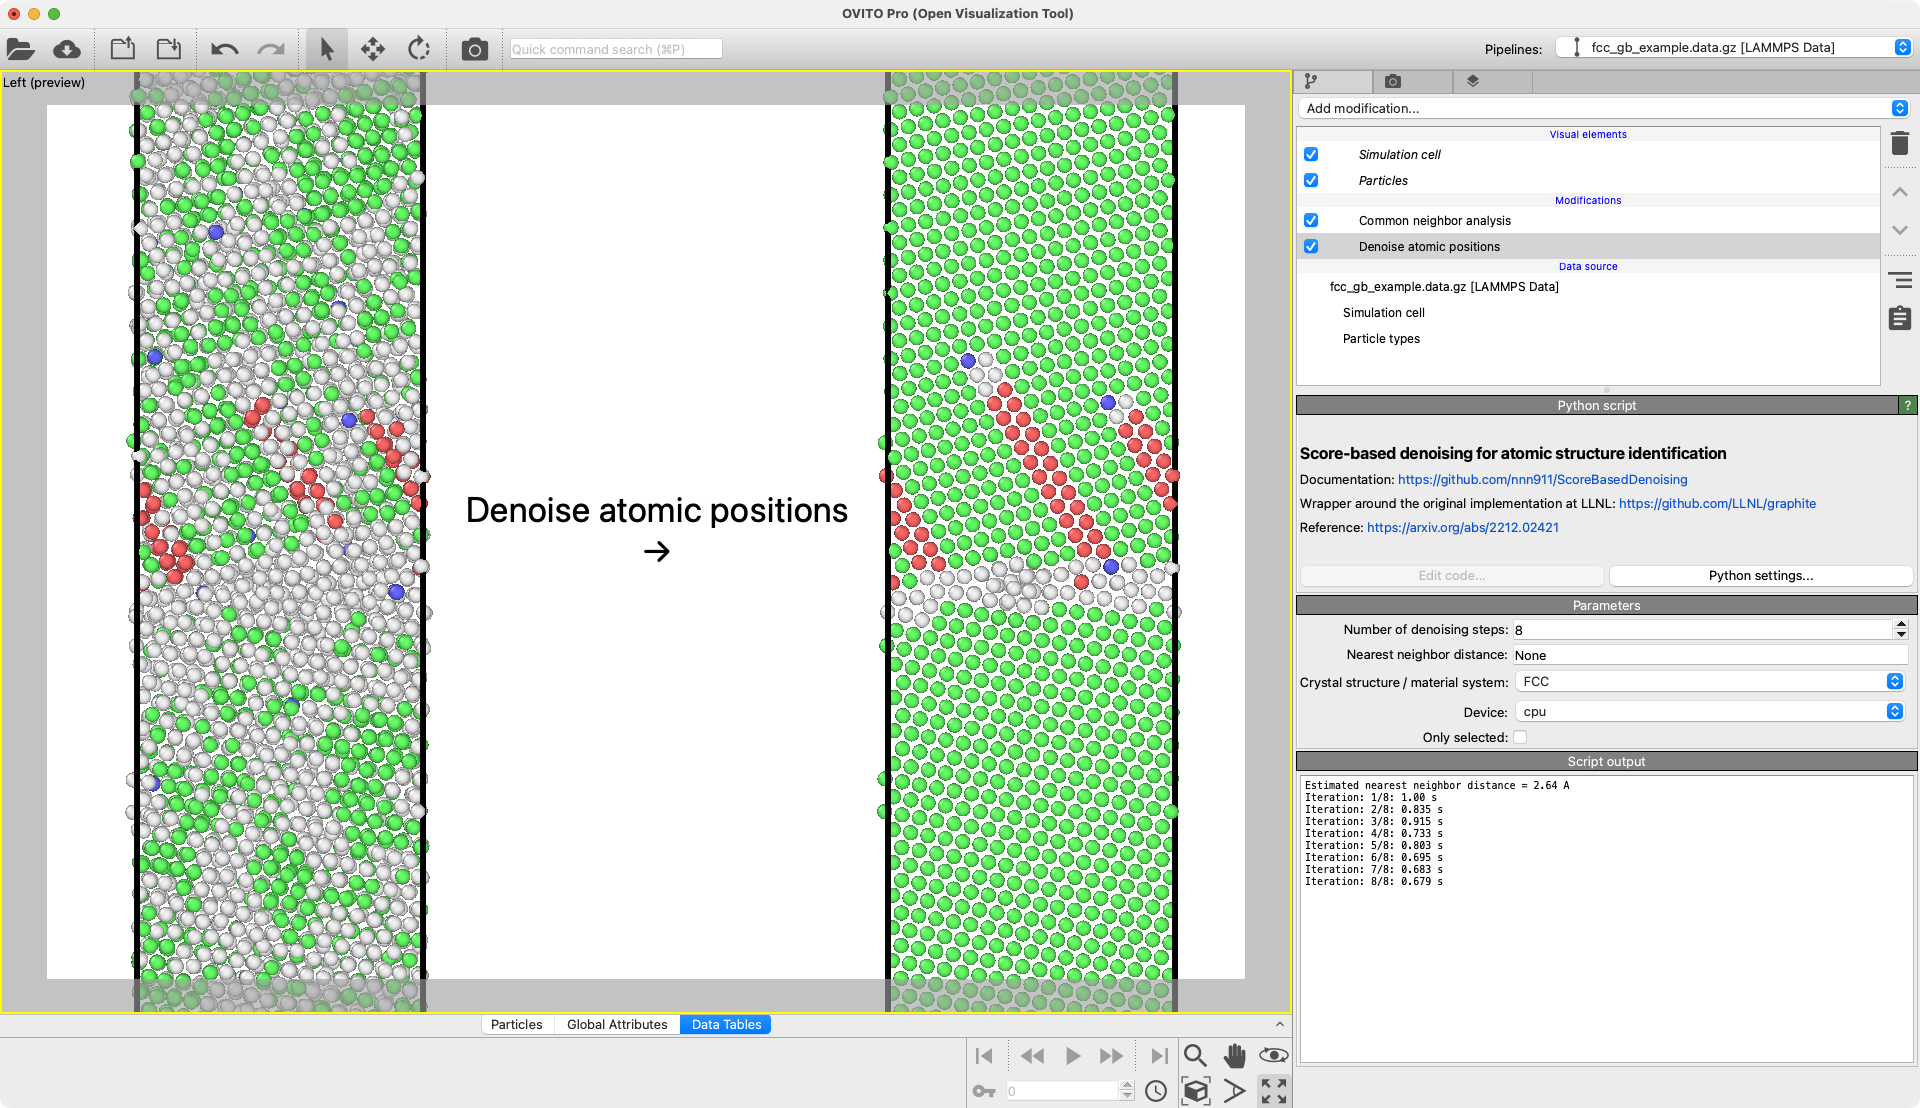 OVITO Pro (Open Visualization Tool)
Quick command search (⌘P)
Pipelines:
fcc_gb_example.data.gz [LAMMPS Data]
Left (preview)
Denoise atomic positions
→
Add modification...
Visual elements
Simulation cell
Particles
Modifications
Common neighbor analysis
Denoise atomic positions
Data source
fcc_gb_example.data.gz [LAMMPS Data]
Simulation cell
Particle types
Python script
?
Score-based denoising for atomic structure identification
Documentation: https://github.com/nnn911/ScoreBasedDenoising
Wrapper around the original implementation at LLNL: https://github.com/LLNL/graphite
Reference: https://arxiv.org/abs/2212.02421
Edit code...
Python settings...
Parameters
Number of denoising steps: 8
Nearest neighbor distance: None
Crystal structure / material system: FCC
Device: cpu
Only selected:
Script output
Estimated nearest neighbor distance = 2.64 A
Iteration: 1/8: 1.00 s
Iteration: 2/8: 0.835 s
Iteration: 3/8: 0.915 s
Iteration: 4/8: 0.733 s
Iteration: 5/8: 0.803 s
Iteration: 6/8: 0.695 s
Iteration: 7/8: 0.683 s
Iteration: 8/8: 0.679 s
Particles
Global Attributes
Data Tables
0